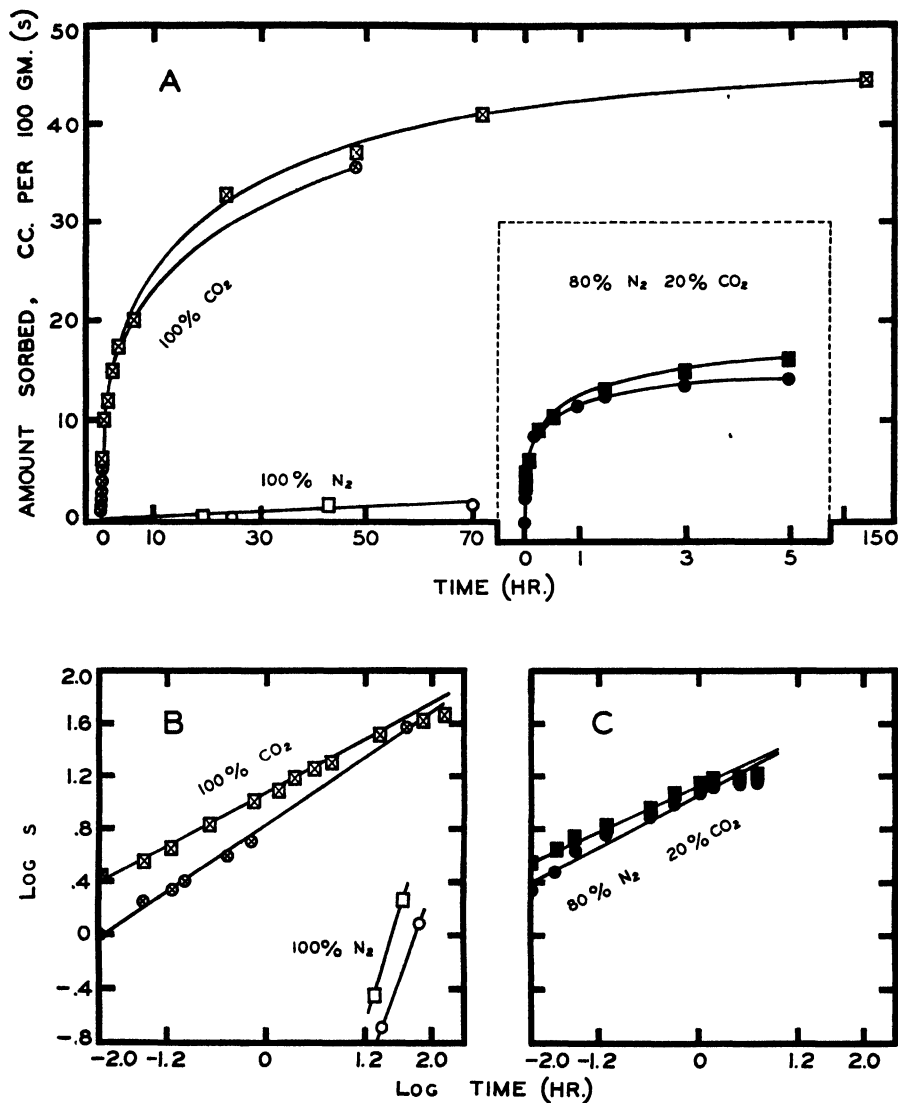 AMOUNT SORBED, CC. PER 100 GM. (S)
50
40
30
20
10
0
A
100% CO₂
100% N₂
80% N₂ 20% CO₂
0 10 30 50 70 0 1 3 5 150
TIME (HR.)
LOG S
2.0
1.6
1.2
.8
.4
0
-.4
-.8
B
100% CO₂
100% N₂
-2.0 -1.2 0 1.2 2.0
C
80% N₂ 20% CO₂
-2.0 -1.2 0 1.2 2.0
LOG TIME (HR.)